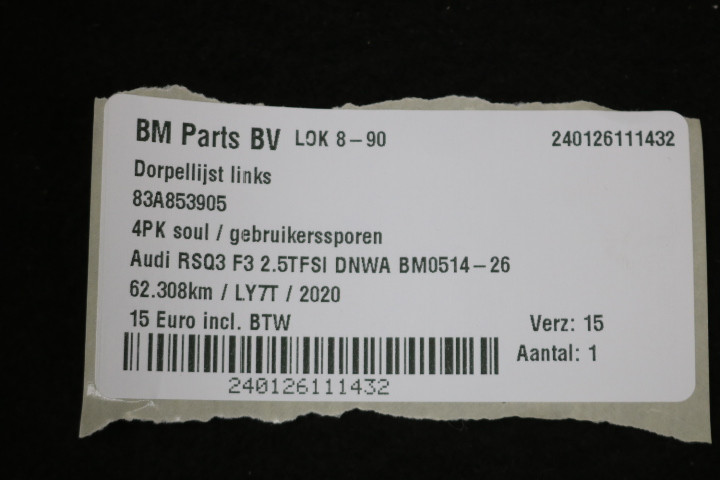 BM Parts BV LOK 8-90 240126111432
Dorpellijst links
83A853905
4PK soul / gebruikerssporen
Audi RSQ3 F3 2.5TFSI DNWA BM0514-26
62.308km / LY7T / 2020
15 Euro incl. BTW Verz: 15
Aantal: 1
240126111432